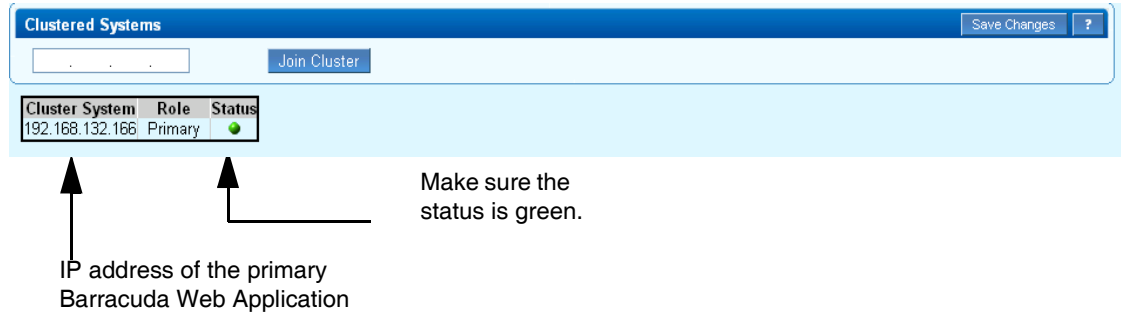 Clustered Systems
Save Changes ?
. . .
Join Cluster
Cluster System Role Status
192.168.132.166 Primary
Make sure the
status is green.
IP address of the primary
Barracuda Web Application